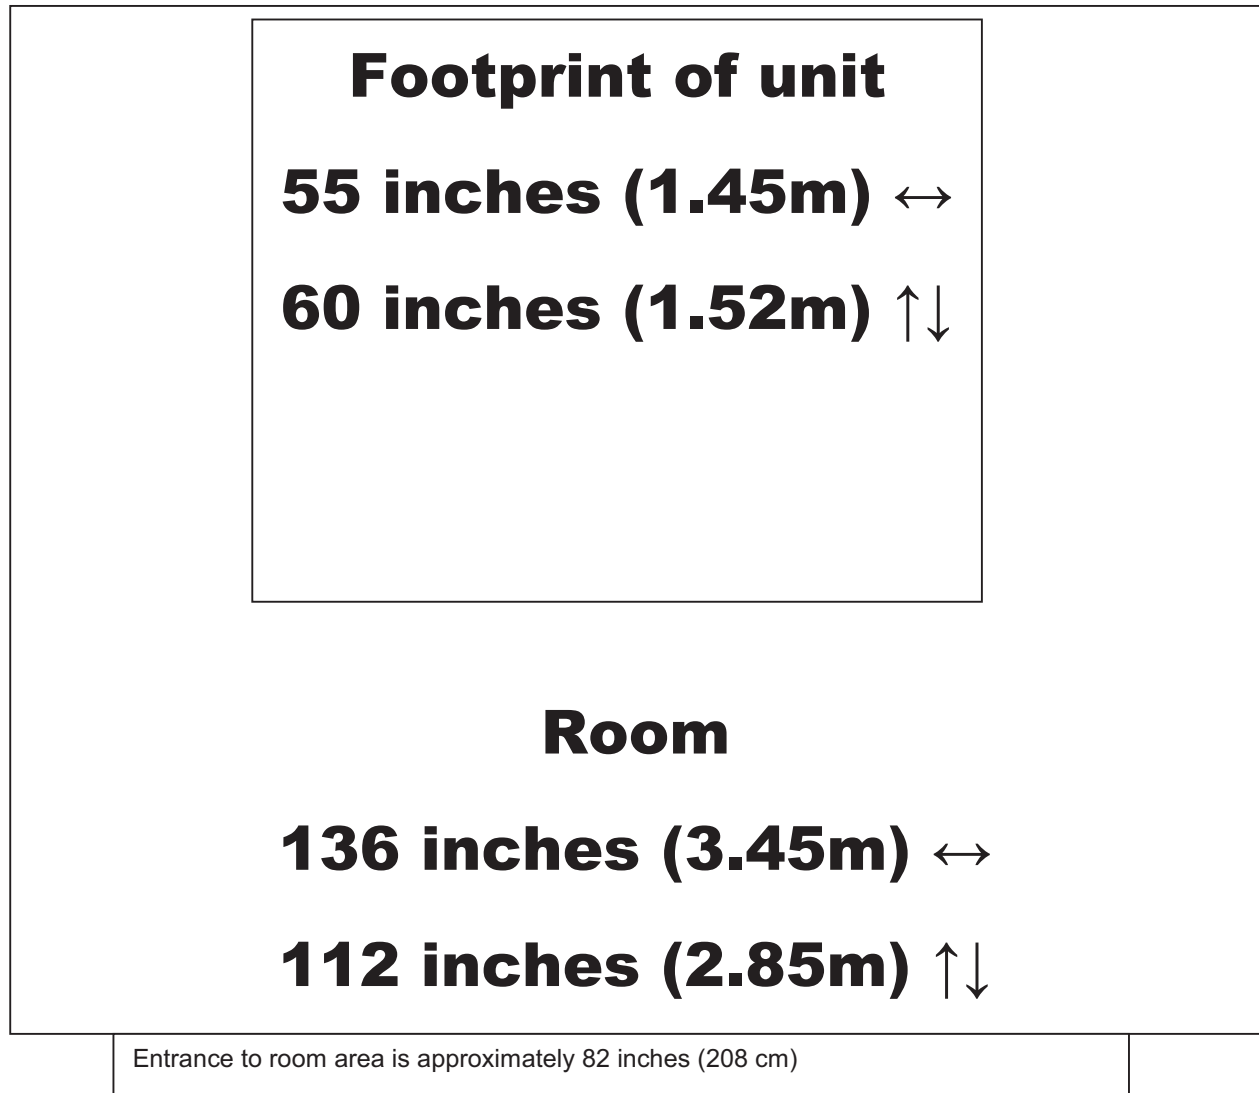 Footprint of unit
55 inches (1.45m) ↔
60 inches (1.52m) ↑↓
Room
136 inches (3.45m) ↔
112 inches (2.85m) ↑↓
Entrance to room area is approximately 82 inches (208 cm)